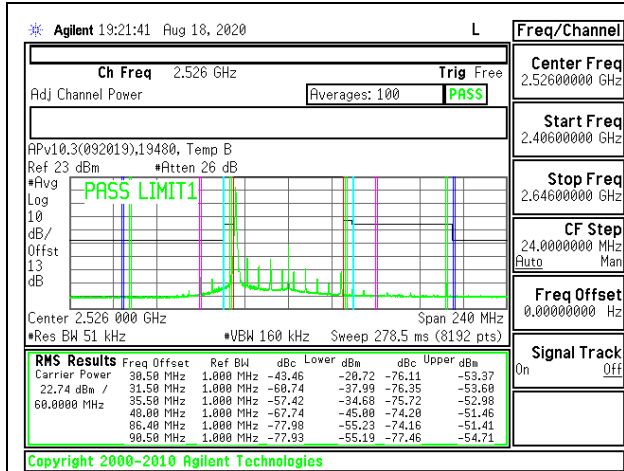 Agilent 19:21:41 Aug 18, 2020 L
Freq/Channel
Ch Freq 2.526 GHz Trig Free
Adj Channel Power Averages: 100 PASS
Center Freq
2.52600000 GHz
Start Freq
2.40600000 GHz
Stop Freq
2.64600000 GHz
CF Step
24.0000000 MHz
Auto Man
Freq Offset
0.00000000 Hz
Signal Track
On Off
APv10.3(092019),19480, Temp B
Ref 23 dBm #Atten 26 dB
#Avg
Log
10
dB/
Offst
13
dB
PASS LIMIT1
Center 2.526 000 GHz Span 240 MHz
#Res BW 51 kHz #VBW 160 kHz Sweep 278.5 ms (8192 pts)
RMS Results Freq Offset Ref BW dBc Lower dBm dBc Upper dBm
Carrier Power 30.50 MHz 1.000 MHz -43.46 -20.72 -76.11 -53.37
22.74 dBm / 31.50 MHz 1.000 MHz -60.74 -37.99 -76.35 -53.60
60.0000 MHz 35.50 MHz 1.000 MHz -57.42 -34.68 -75.72 -52.98
48.00 MHz 1.000 MHz -67.74 -45.00 -74.20 -51.46
86.40 MHz 1.000 MHz -77.98 -55.23 -74.16 -51.41
90.50 MHz 1.000 MHz -77.93 -55.19 -77.46 -54.71
Copyright 2000-2010 Agilent Technologies